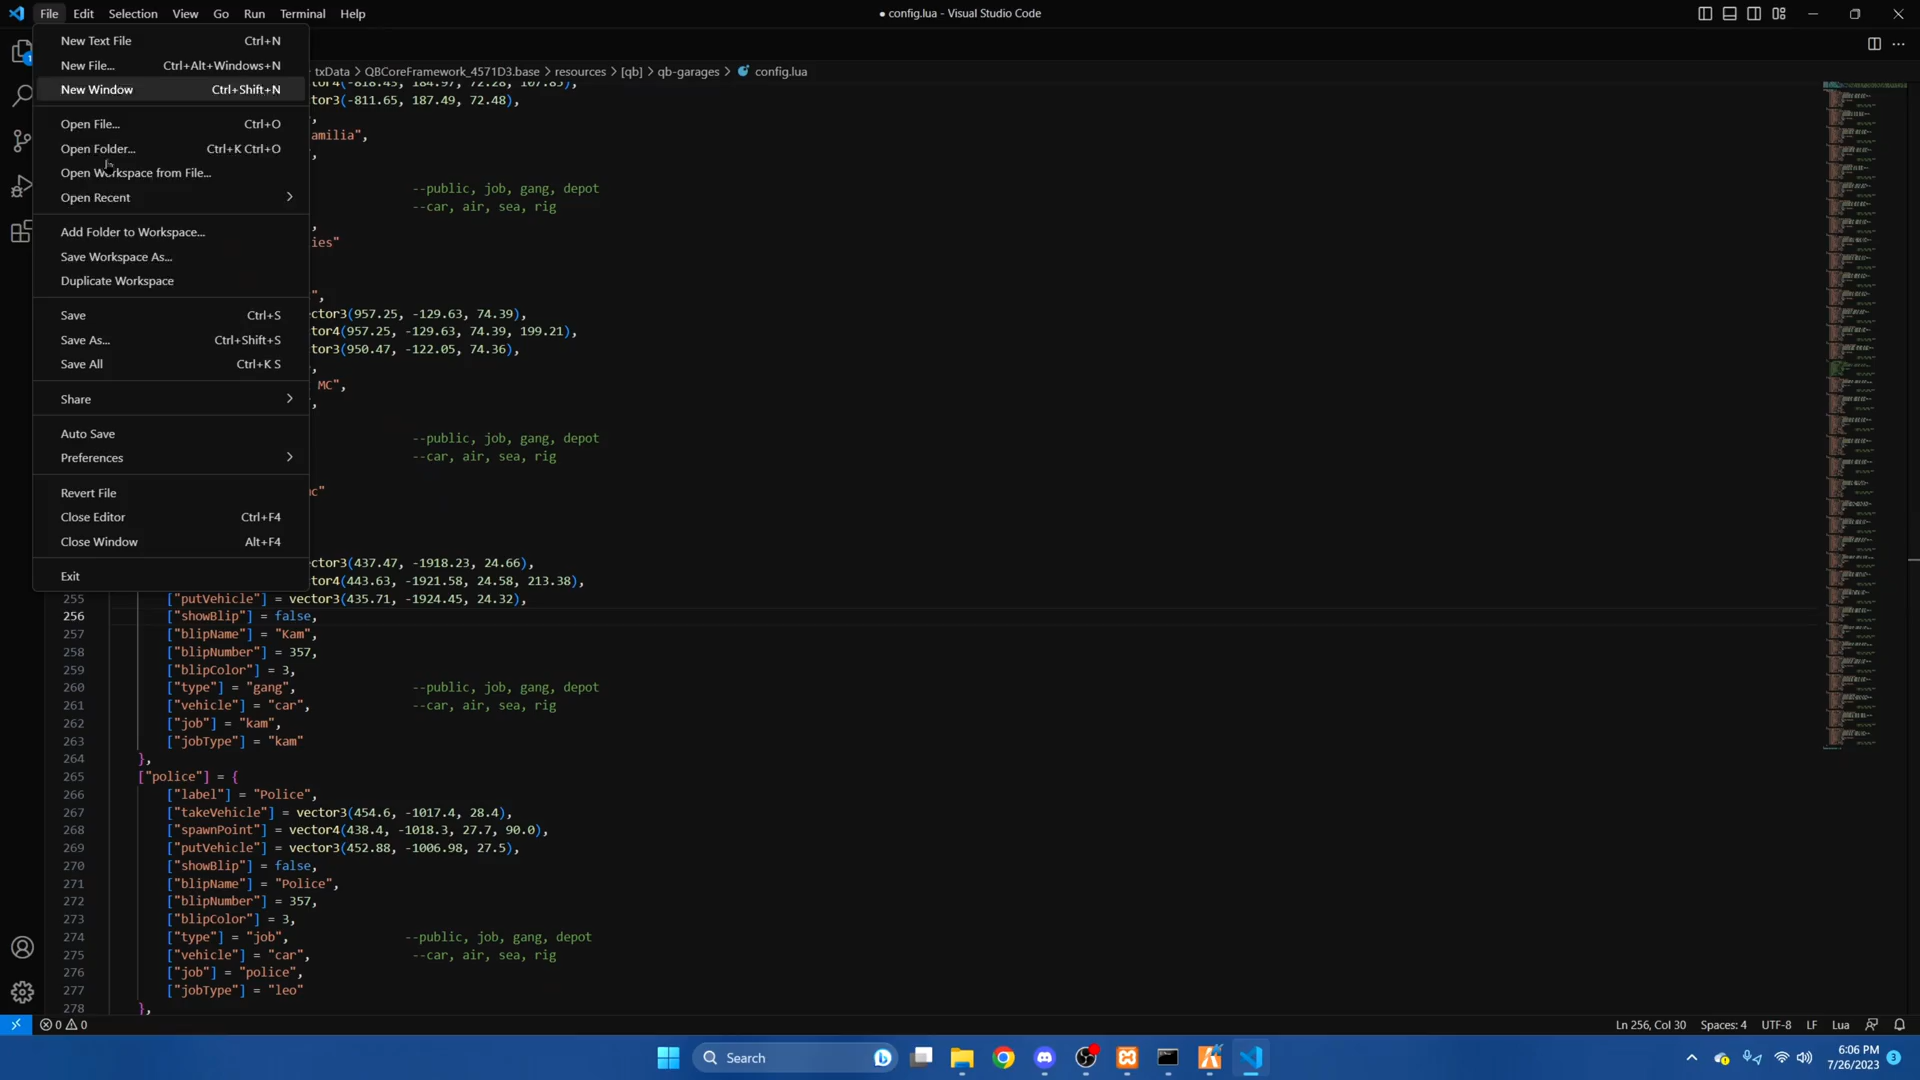 File Edit Selection View Go Run Terminal Help
● config.lua - Visual Studio Code
New Text File Ctrl+N
New File... Ctrl+Alt+Windows+N
New Window Ctrl+Shift+N
Open File... Ctrl+O
Open Folder... Ctrl+K Ctrl+O
Open Workspace from File...
Open Recent
Add Folder to Workspace...
Save Workspace As...
Duplicate Workspace
Save Ctrl+S
Save As... Ctrl+Shift+S
Save All Ctrl+K S
Share
Auto Save
Preferences
Revert File
Close Editor Ctrl+F4
Close Window Alt+F4
Exit
txData > QBCoreFramework_4571D3.base > resources > [qb] > qb-garages > config.lua
tor4(-818.43, 184.97, 72.28, 107.85),
tor3(-811.65, 187.49, 72.48),
,
amilia",
,
--public, job, gang, depot
--car, air, sea, rig
,
ies"
",
ctor3(957.25, -129.63, 74.39),
tor4(957.25, -129.63, 74.39, 199.21),
tor3(950.47, -122.05, 74.36),
,
MC",
,
--public, job, gang, depot
--car, air, sea, rig
c"
ctor3(437.47, -1918.23, 24.66),
tor4(443.63, -1921.58, 24.58, 213.38),
255 ["putVehicle"] = vector3(435.71, -1924.45, 24.32),
256 ["showBlip"] = false,
257 ["blipName"] = "Kam",
258 ["blipNumber"] = 357,
259 ["blipColor"] = 3,
260 ["type"] = "gang", --public, job, gang, depot
261 ["vehicle"] = "car", --car, air, sea, rig
262 ["job"] = "kam",
263 ["jobType"] = "kam"
264 },
265 ["police"] = {
266 ["label"] = "Police",
267 ["takeVehicle"] = vector3(454.6, -1017.4, 28.4),
268 ["spawnPoint"] = vector4(438.4, -1018.3, 27.7, 90.0),
269 ["putVehicle"] = vector3(452.88, -1006.98, 27.5),
270 ["showBlip"] = false,
271 ["blipName"] = "Police",
272 ["blipNumber"] = 357,
273 ["blipColor"] = 3,
274 ["type"] = "job", --public, job, gang, depot
275 ["vehicle"] = "car", --car, air, sea, rig
276 ["job"] = "police",
277 ["jobType"] = "leo"
278 },
0 0
Ln 256, Col 30 Spaces: 4 UTF-8 LF Lua
Search
6:06 PM
7/26/2023
3